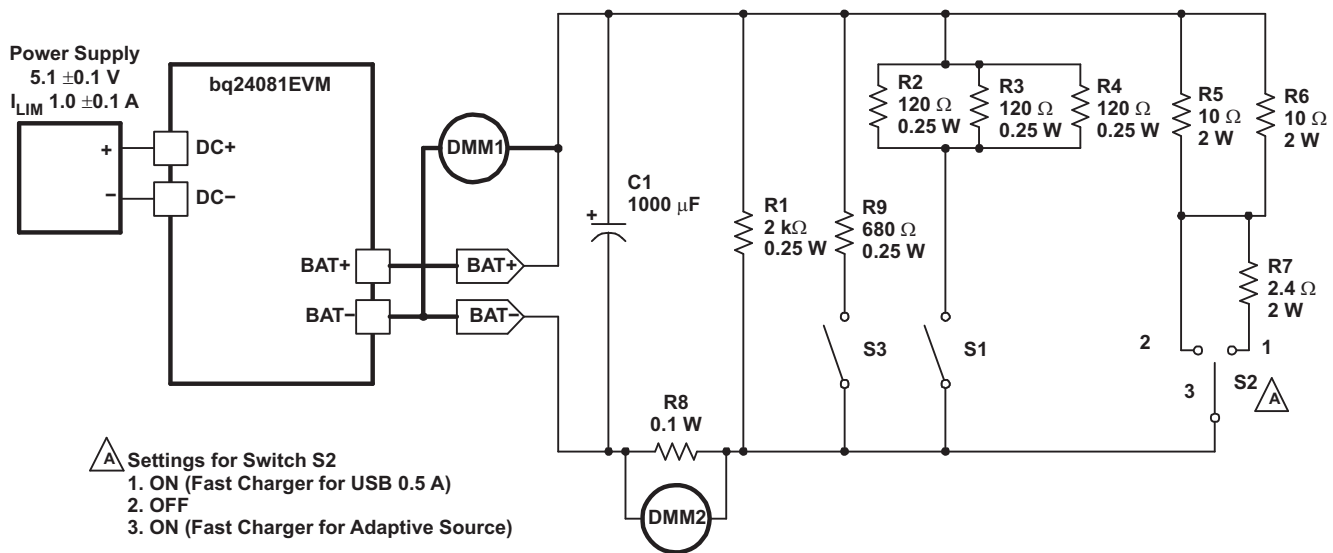 Power Supply
5.1 ±0.1 V
I_LIM 1.0 ±0.1 A
+
−
bq24081EVM
DC+
DC−
BAT+
BAT−
BAT+
BAT−
DMM1
C1
1000 μF
+
R1
2 kΩ
0.25 W
R9
680 Ω
0.25 W
R2
120 Ω
0.25 W
R3
120 Ω
0.25 W
R4
120 Ω
0.25 W
R5
10 Ω
2 W
R6
10 Ω
2 W
R7
2.4 Ω
2 W
S3
S1
2
1
3
S2
A
R8
0.1 W
DMM2
A Settings for Switch S2
1. ON (Fast Charger for USB 0.5 A)
2. OFF
3. ON (Fast Charger for Adaptive Source)